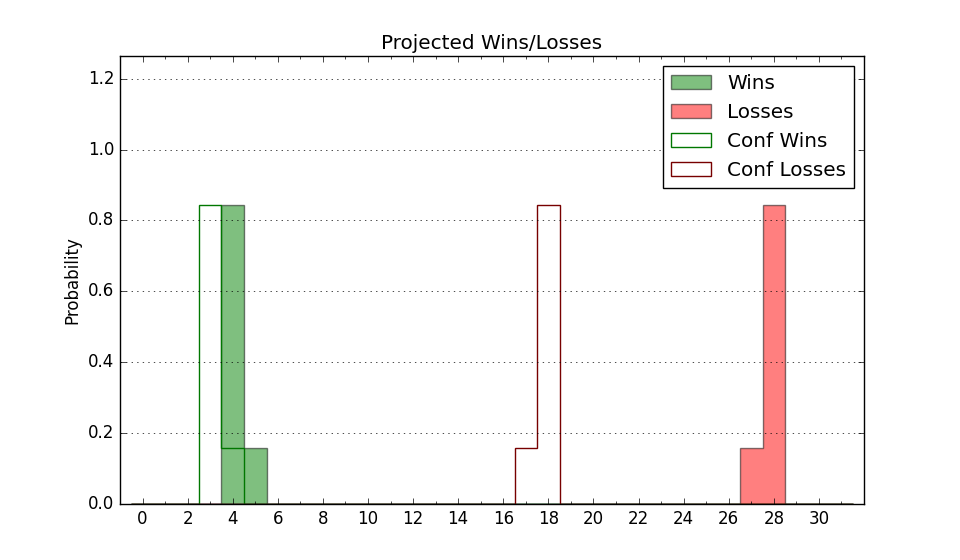 Projected Wins/Losses
1.2
1.0
0.8
0.6
0.4
0.2
0.0
Probability
Wins
Losses
Conf Wins
Conf Losses
0 2 4 6 8 10 12 14 16 18 20 22 24 26 28 30